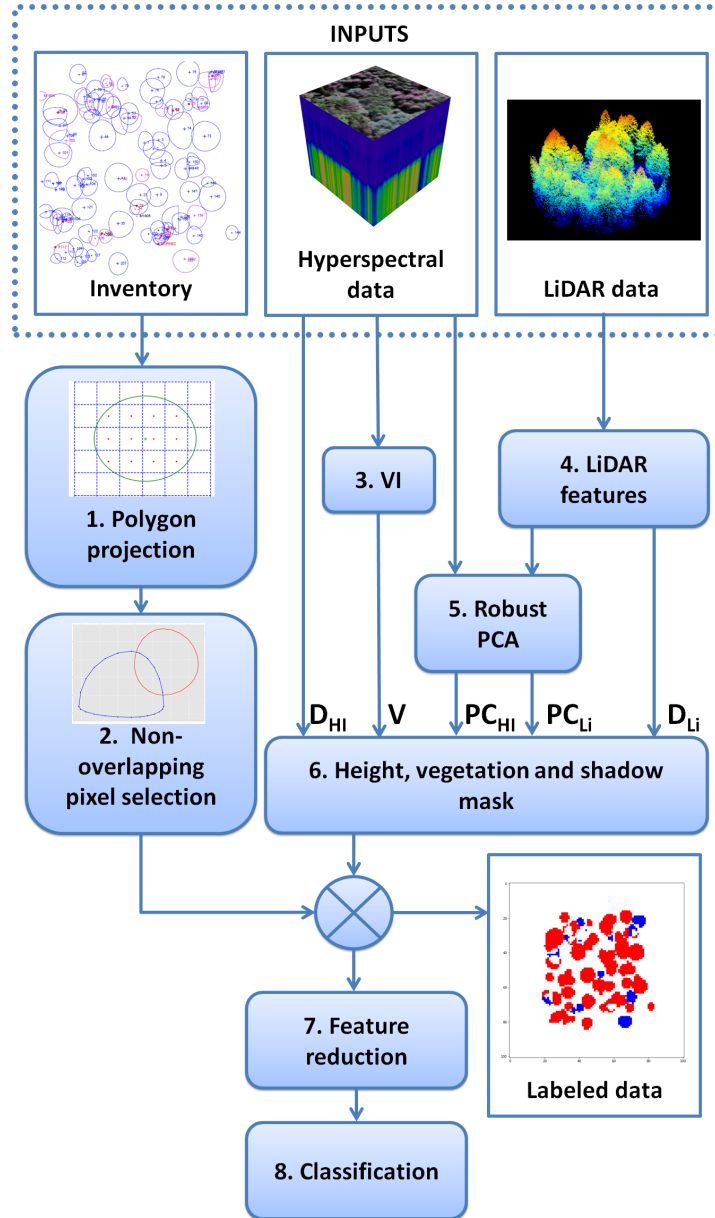 INPUTS
Inventory
Hyperspectral
data
LiDAR data
1. Polygon
projection
3. VI
4. LiDAR
features
5. Robust
PCA
2. Non-
overlapping
pixel selection
D_HI
V
PC_HI
PC_Li
D_Li
6. Height, vegetation and shadow
mask
7. Feature
reduction
Labeled data
8. Classification